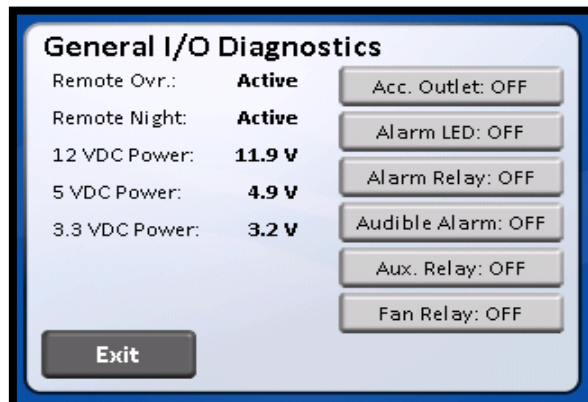 General I/O Diagnostics
Remote Ovr.: Active
Remote Night: Active
12 VDC Power: 11.9 V
5 VDC Power: 4.9 V
3.3 VDC Power: 3.2 V
Acc. Outlet: OFF
Alarm LED: OFF
Alarm Relay: OFF
Audible Alarm: OFF
Aux. Relay: OFF
Fan Relay: OFF
Exit